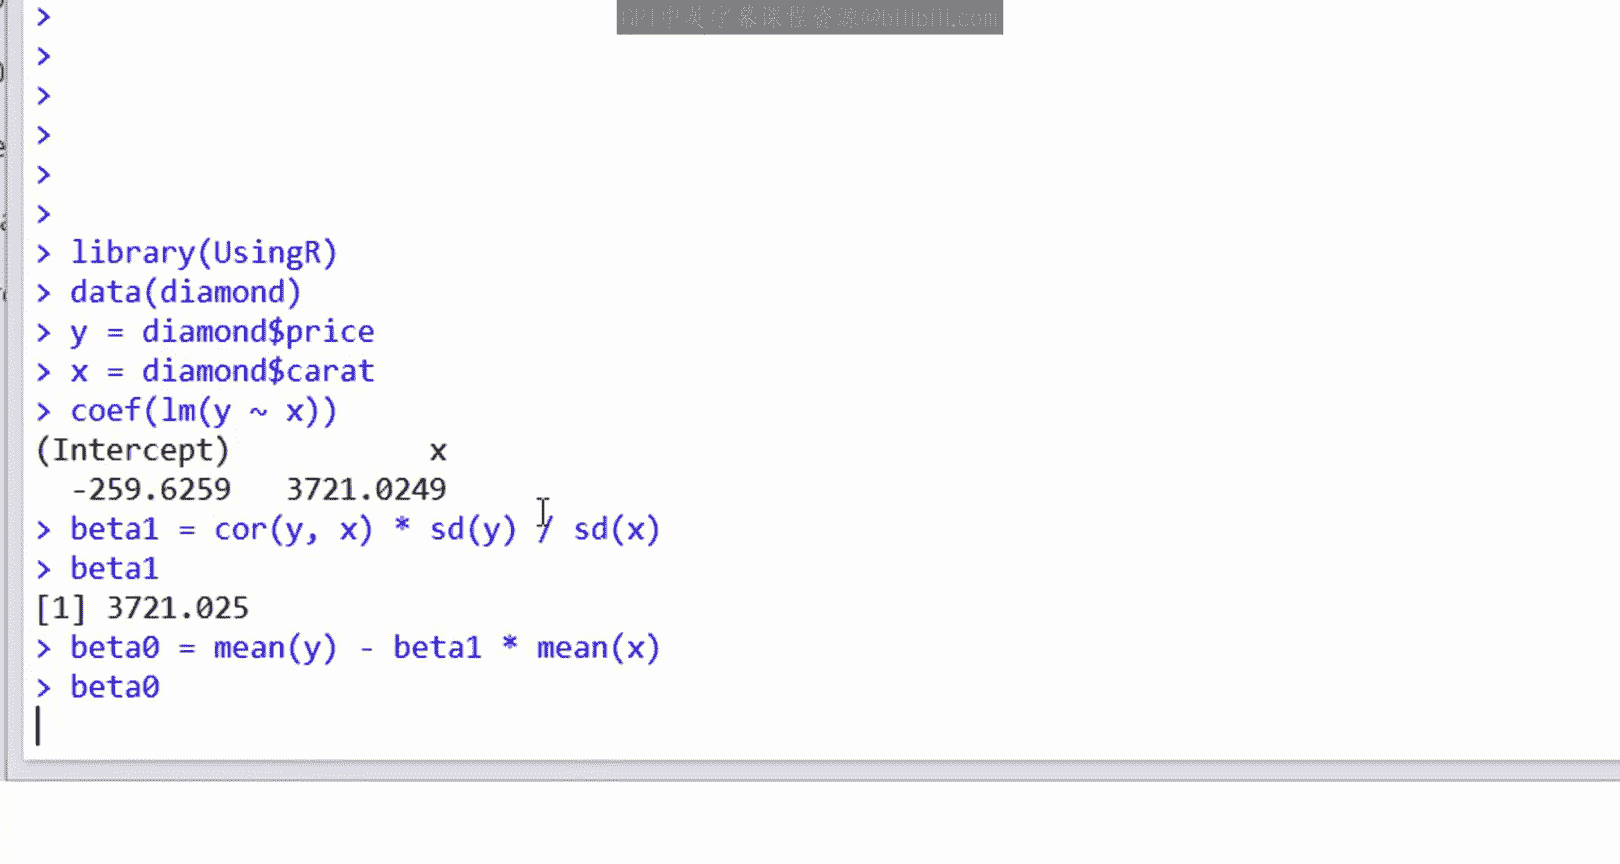 >
>
>
>
>
>
> library(UsingR)
> data(diamond)
> y = diamond$price
> x = diamond$carat
> coef(lm(y ~ x))
(Intercept) x
-259.6259 3721.0249
> beta1 = cor(y, x) * sd(y) / sd(x)
> beta1
[1] 3721.025
> beta0 = mean(y) - beta1 * mean(x)
> beta0